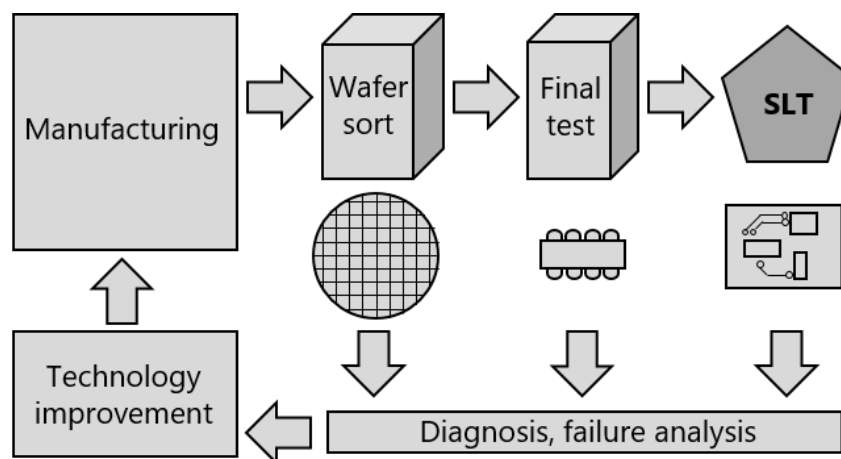 Manufacturing
Wafer
sort
Final
test
SLT
Technology
improvement
Diagnosis, failure analysis